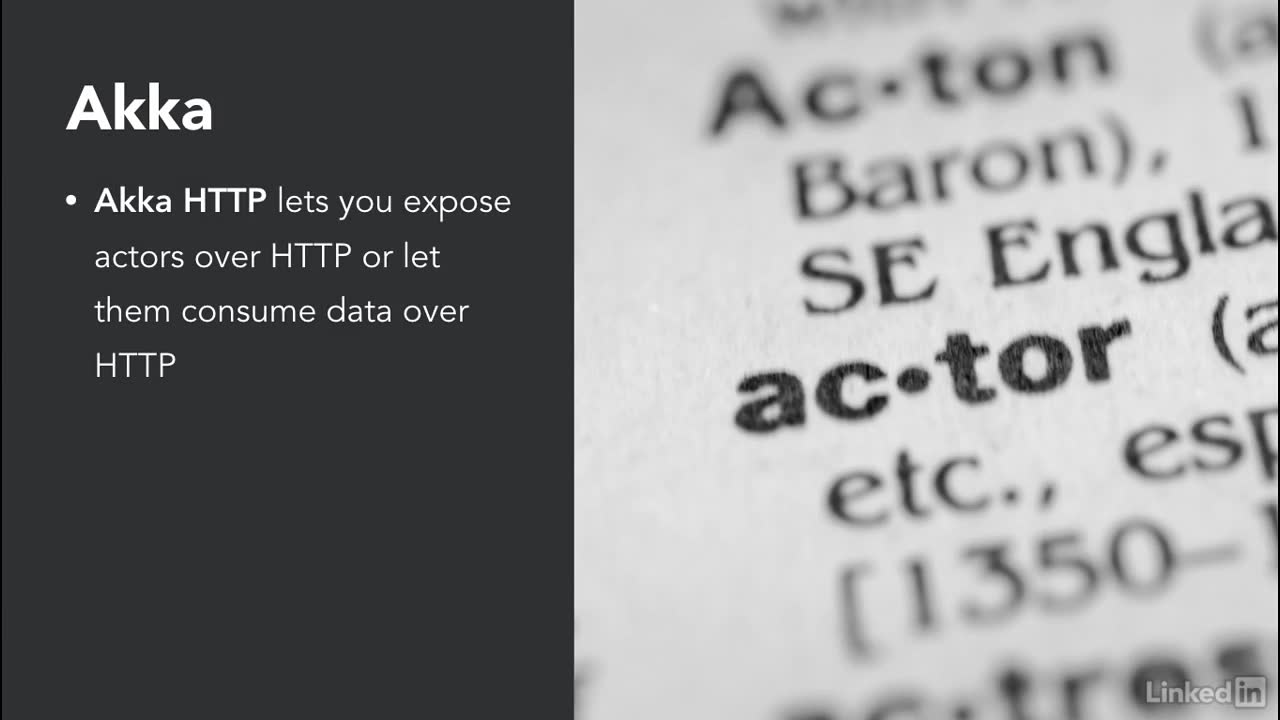 Akka
• Akka HTTP lets you expose
actors over HTTP or let
them consume data over
HTTP
Ac•ton (a
Baron), 1
SE Engla
ac•tor (a
etc., esp
[1350–
ac•tres
LinkedIn